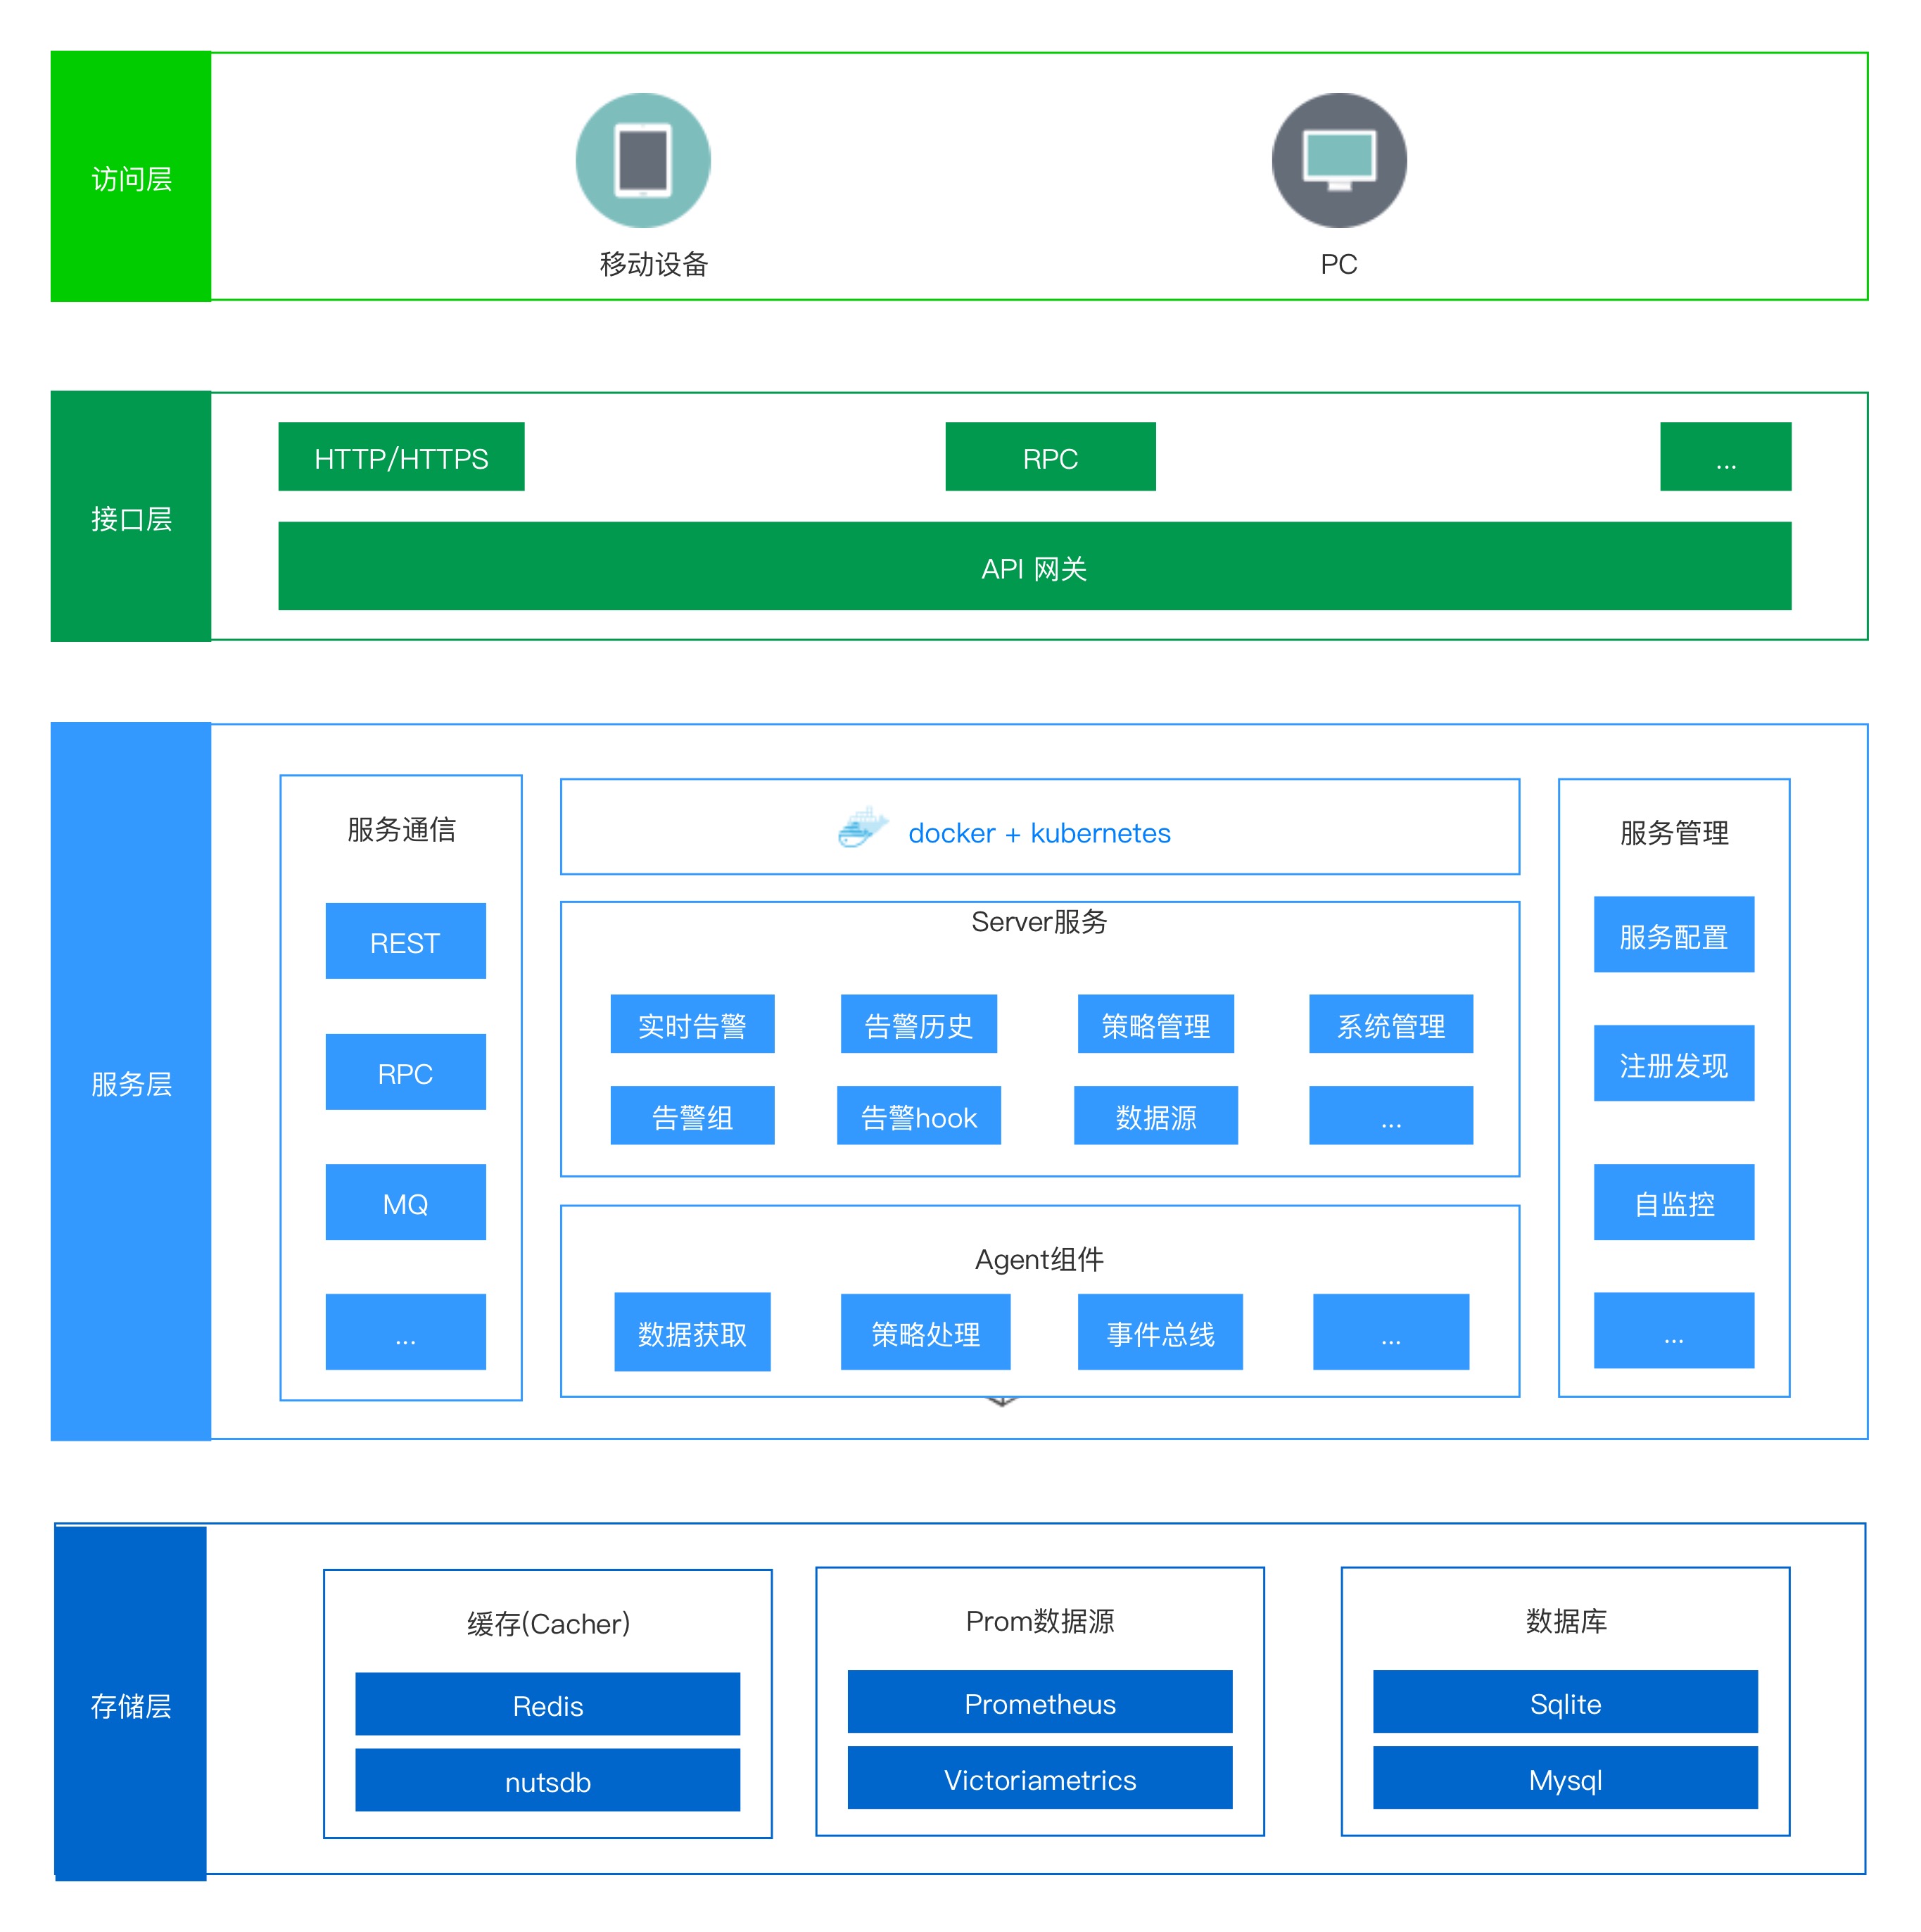 访问层
移动设备
PC
接口层
HTTP/HTTPS
RPC
...
API 网关
服务层
服务通信
REST
RPC
MQ
...
docker + kubernetes
Server服务
实时告警
告警历史
策略管理
系统管理
告警组
告警hook
数据源
...
Agent组件
数据获取
策略处理
事件总线
...
服务管理
服务配置
注册发现
自监控
...
存储层
缓存(Cacher)
Redis
nutsdb
Prom数据源
Prometheus
Victoriametrics
数据库
Sqlite
Mysql